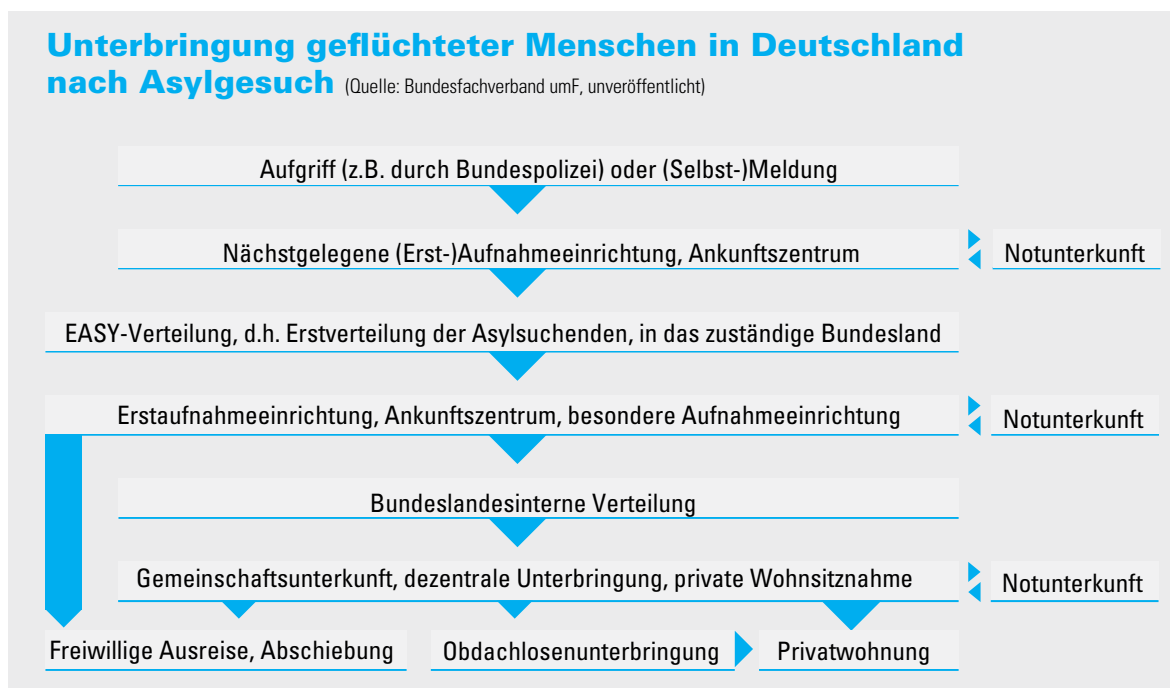 Unterbringung geflüchteter Menschen in Deutschland
nach Asylgesuch (Quelle: Bundesfachverband umF, unveröffentlicht)
Aufgriff (z.B. durch Bundespolizei) oder (Selbst-)Meldung
Nächstgelegene (Erst-)Aufnahmeeinrichtung, Ankunftszentrum
Notunterkunft
EASY-Verteilung, d.h. Erstverteilung der Asylsuchenden, in das zuständige Bundesland
Erstaufnahmeeinrichtung, Ankunftszentrum, besondere Aufnahmeeinrichtung
Notunterkunft
Bundeslandesinterne Verteilung
Gemeinschaftsunterkunft, dezentrale Unterbringung, private Wohnsitznahme
Notunterkunft
Freiwillige Ausreise, Abschiebung
Obdachlosenunterbringung
Privatwohnung